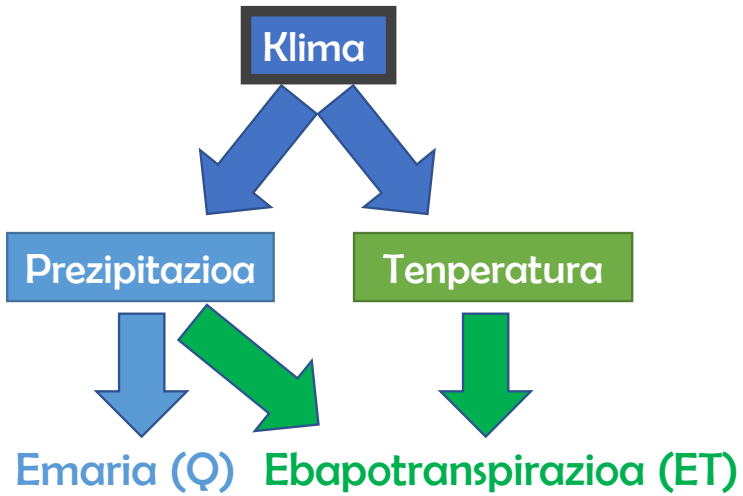 Klima
Prezipitazioa
Tenperatura
Emaria (Q)
Ebapotranspirazioa (ET)